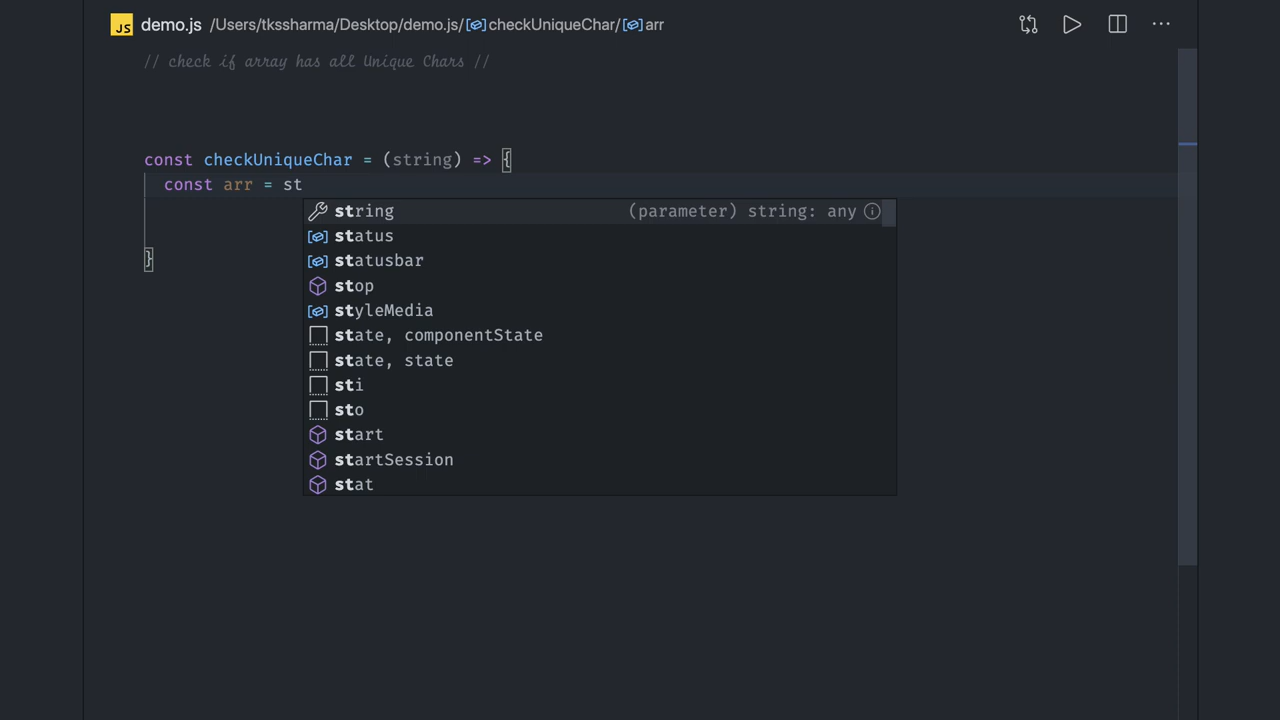 JS demo.js /Users/tkssharma/Desktop/demo.js/checkUniqueChar/arr
// check if array has all Unique Chars //
const checkUniqueChar = (string) => {
const arr = st
string (parameter) string: any
status
statusbar
stop
styleMedia
state, componentState
state, state
sti
sto
start
startSession
stat
}